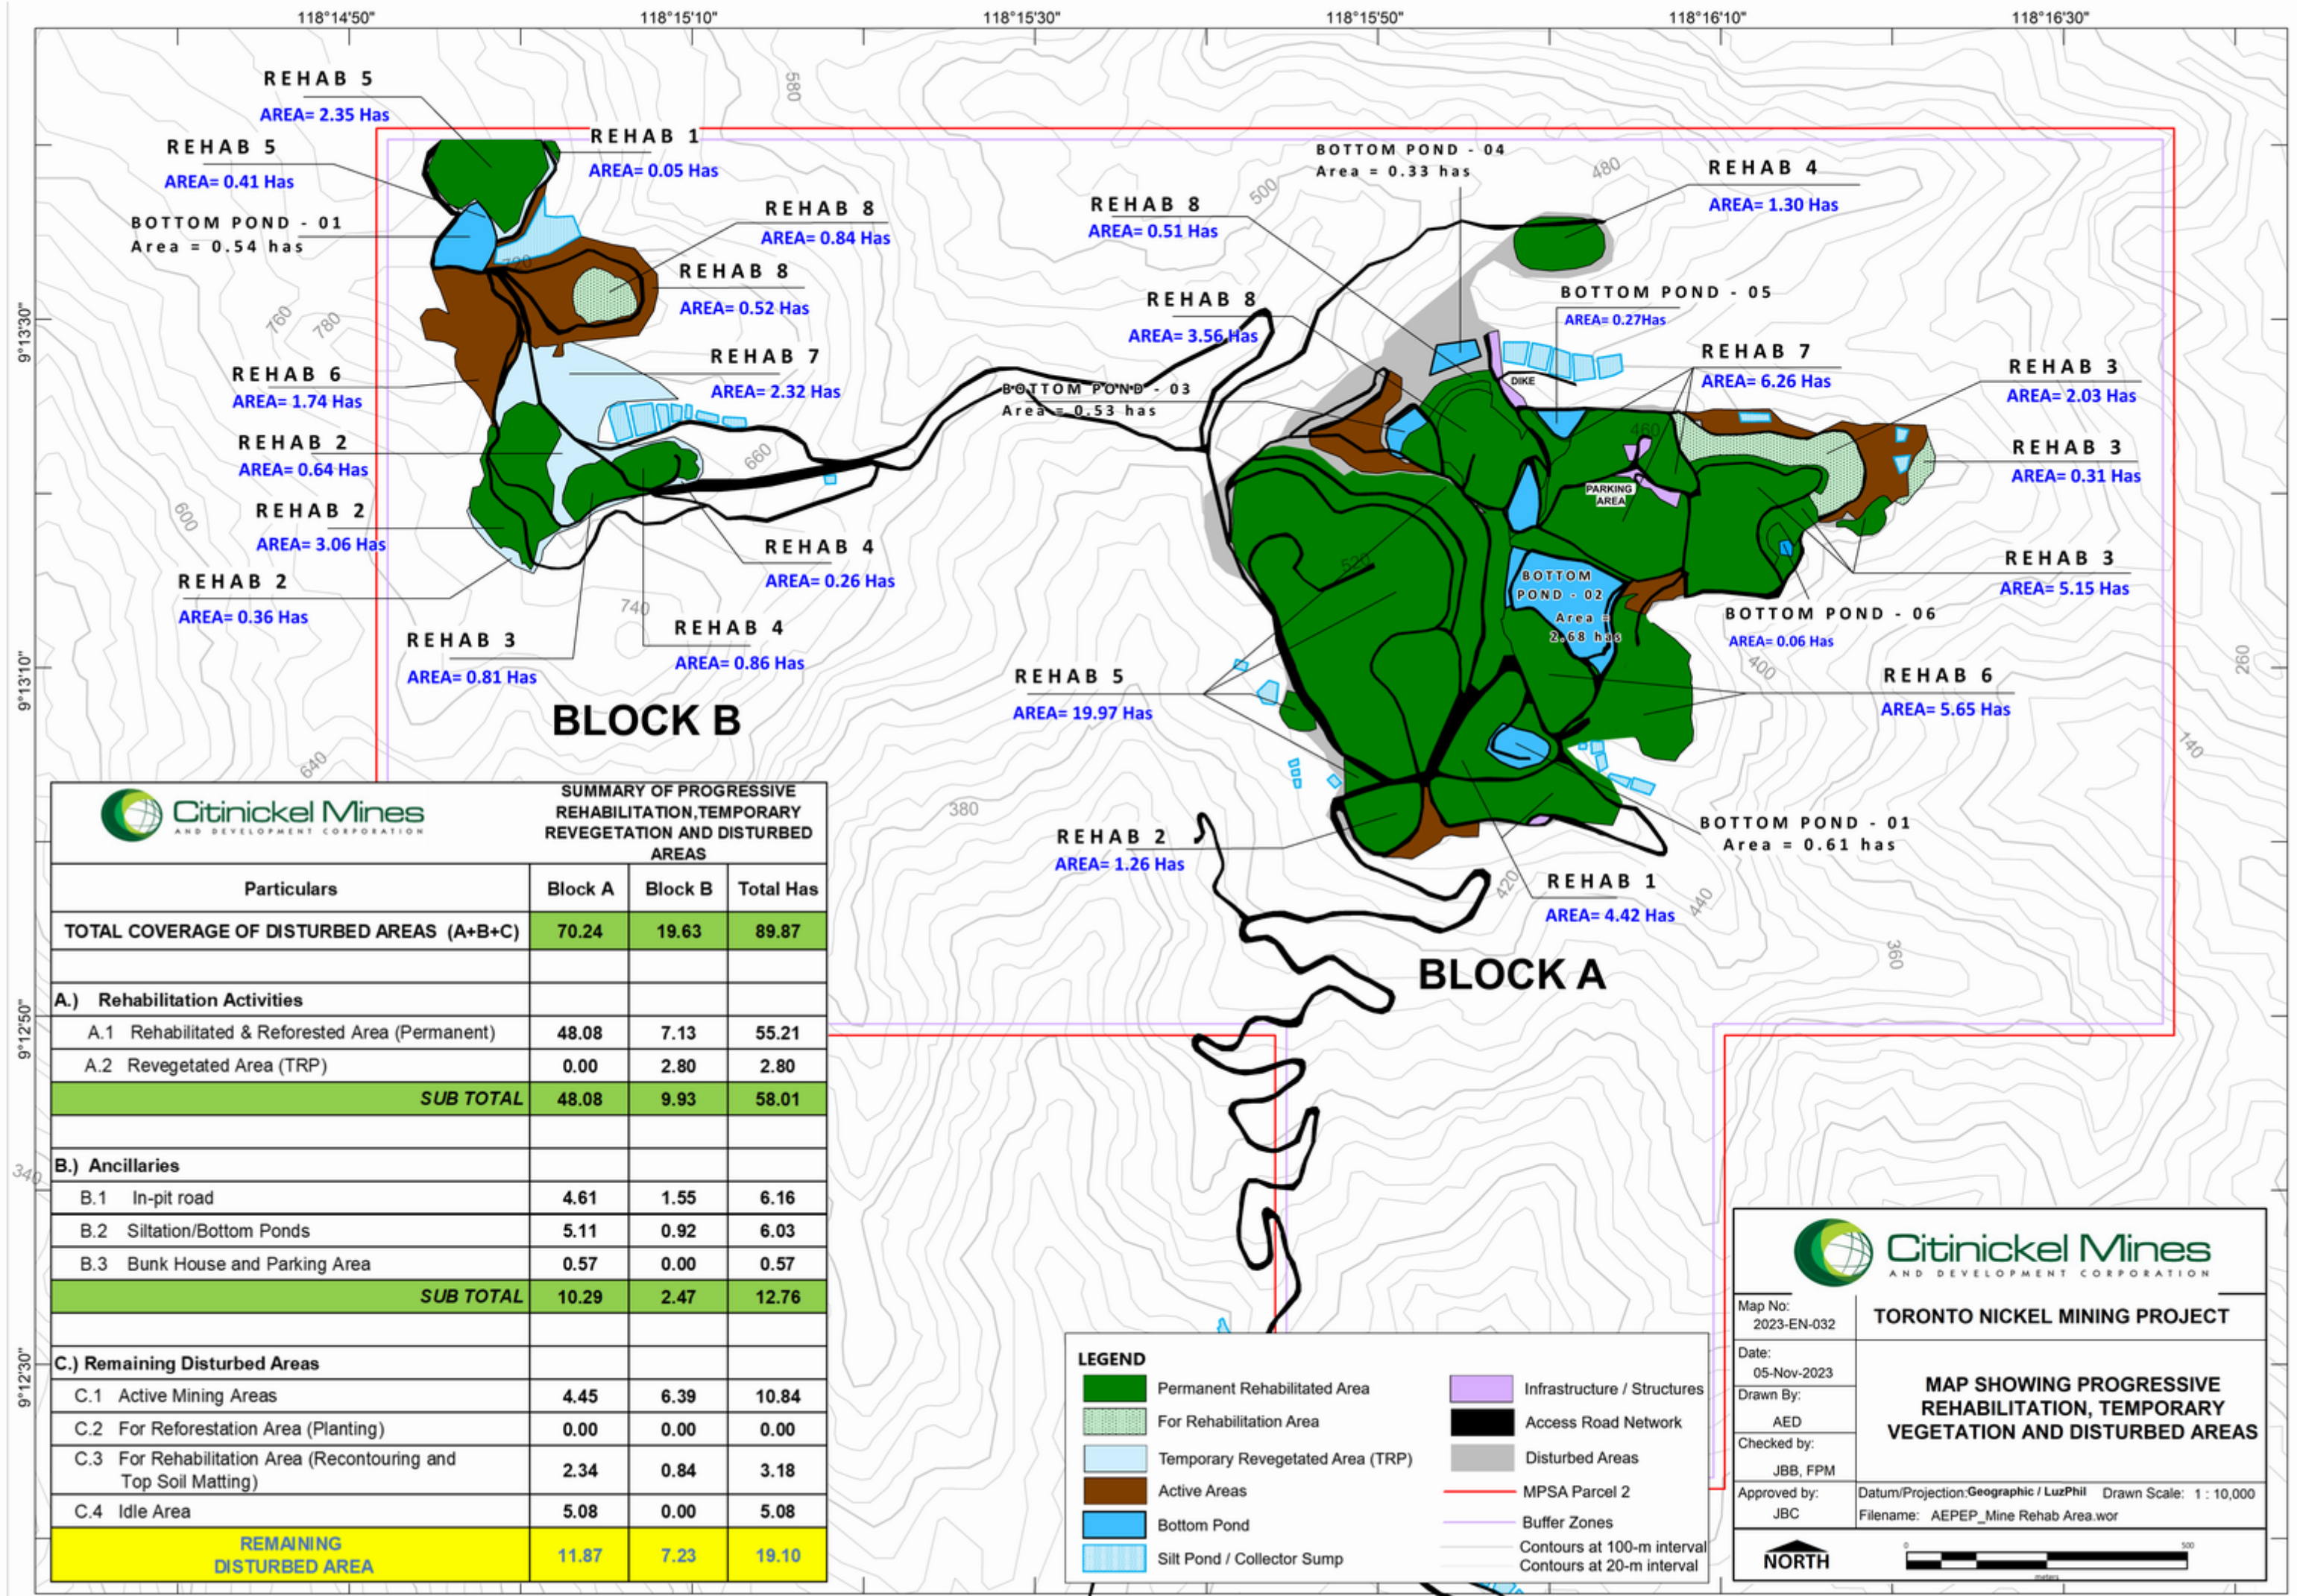 118°14'50" 118°15'10" 118°15'30" 118°15'50" 118°16'10" 118°16'30"
9°13'30"
9°13'10"
9°12'50"
9°12'30"
REHAB 5
AREA= 2.35 Has
REHAB 5
AREA= 0.41 Has
BOTTOM POND - 01
Area = 0.54 has
REHAB 1
AREA= 0.05 Has
REHAB 8
AREA= 0.84 Has
REHAB 8
AREA= 0.52 Has
REHAB 7
AREA= 2.32 Has
REHAB 6
AREA= 1.74 Has
REHAB 2
AREA= 0.64 Has
REHAB 2
AREA= 3.06 Has
REHAB 2
AREA= 0.36 Has
REHAB 3
AREA= 0.81 Has
REHAB 4
AREA= 0.86 Has
REHAB 4
AREA= 0.26 Has
BLOCK B
580
700
760
780
660
600
740
640
340
BOTTOM POND - 04
Area = 0.33 has
REHAB 4
AREA= 1.30 Has
REHAB 8
AREA= 0.51 Has
REHAB 8
AREA= 3.56 Has
BOTTOM POND - 05
AREA= 0.27Has
BOTTOM POND - 03
Area = 0.53 has
DIKE
REHAB 7
AREA= 6.26 Has
REHAB 3
AREA= 2.03 Has
REHAB 3
AREA= 0.31 Has
PARKING
AREA
REHAB 3
AREA= 5.15 Has
BOTTOM
POND - 02
Area =
2.68 has
BOTTOM POND - 06
AREA= 0.06 Has
REHAB 5
AREA= 19.97 Has
REHAB 6
AREA= 5.65 Has
REHAB 2
AREA= 1.26 Has
BOTTOM POND - 01
Area = 0.61 has
REHAB 1
AREA= 4.42 Has
BLOCK A
500
480
460
520
400
260
140
380
420
440
360
Citinickel Mines
AND DEVELOPMENT CORPORATION
SUMMARY OF PROGRESSIVE
REHABILITATION,TEMPORARY
REVEGETATION AND DISTURBED
AREAS
Particulars Block A Block B Total Has
TOTAL COVERAGE OF DISTURBED AREAS (A+B+C) 70.24 19.63 89.87
A.) Rehabilitation Activities
A.1 Rehabilitated & Reforested Area (Permanent) 48.08 7.13 55.21
A.2 Revegetated Area (TRP) 0.00 2.80 2.80
SUB TOTAL 48.08 9.93 58.01
B.) Ancillaries
B.1 In-pit road 4.61 1.55 6.16
B.2 Siltation/Bottom Ponds 5.11 0.92 6.03
B.3 Bunk House and Parking Area 0.57 0.00 0.57
SUB TOTAL 10.29 2.47 12.76
C.) Remaining Disturbed Areas
C.1 Active Mining Areas 4.45 6.39 10.84
C.2 For Reforestation Area (Planting) 0.00 0.00 0.00
C.3 For Rehabilitation Area (Recontouring and
Top Soil Matting) 2.34 0.84 3.18
C.4 Idle Area 5.08 0.00 5.08
REMAINING
DISTURBED AREA 11.87 7.23 19.10
LEGEND
Permanent Rehabilitated Area
For Rehabilitation Area
Temporary Revegetated Area (TRP)
Active Areas
Bottom Pond
Silt Pond / Collector Sump
Infrastructure / Structures
Access Road Network
Disturbed Areas
MPSA Parcel 2
Buffer Zones
Contours at 100-m interval
Contours at 20-m interval
Citinickel Mines
AND DEVELOPMENT CORPORATION
Map No:
2023-EN-032
TORONTO NICKEL MINING PROJECT
Date:
05-Nov-2023
Drawn By:
AED
Checked by:
JBB, FPM
Approved by:
JBC
MAP SHOWING PROGRESSIVE
REHABILITATION, TEMPORARY
VEGETATION AND DISTURBED AREAS
Datum/Projection:Geographic / LuzPhil Drawn Scale: 1 : 10,000
Filename: AEPEP_Mine Rehab Area.wor
NORTH
0 500
meters